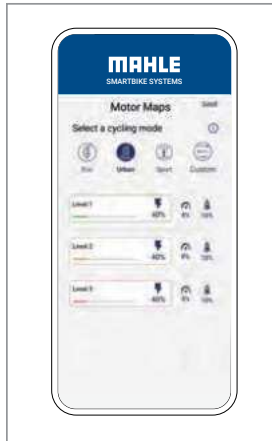 MAHLE
SMARTBIKE SYSTEMS
Motor Maps
Select a cycling mode
Urban Sport Custom
Level 1
40%
Level 2
40%
Level 3
40%